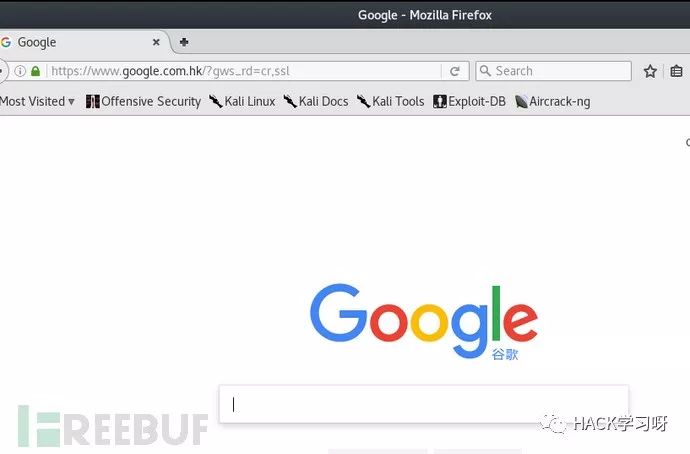 Google - Mozilla Firefox
Google
https://www.google.com.hk/?gws_rd=cr,ssl
Search
Most Visited
Offensive Security
Kali Linux
Kali Docs
Kali Tools
Exploit-DB
Aircrack-ng
Google
谷歌
FREEBUF
HACK学习呀